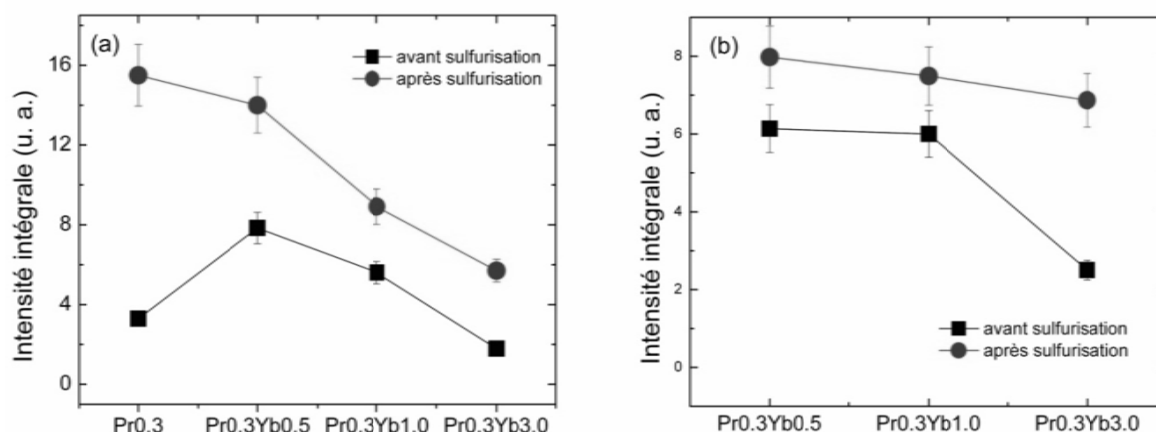 (a)
avant sulfurisation
après sulfurisation
Intensité intégrale (u. a.)
16
12
8
4
0
Pr0.3 Pr0.3Yb0.5 Pr0.3Yb1.0 Pr0.3Yb3.0
(b)
Intensité intégrale (u. a.)
8
6
4
2
0
avant sulfurisation
après sulfurisation
Pr0.3Yb0.5 Pr0.3Yb1.0 Pr0.3Yb3.0